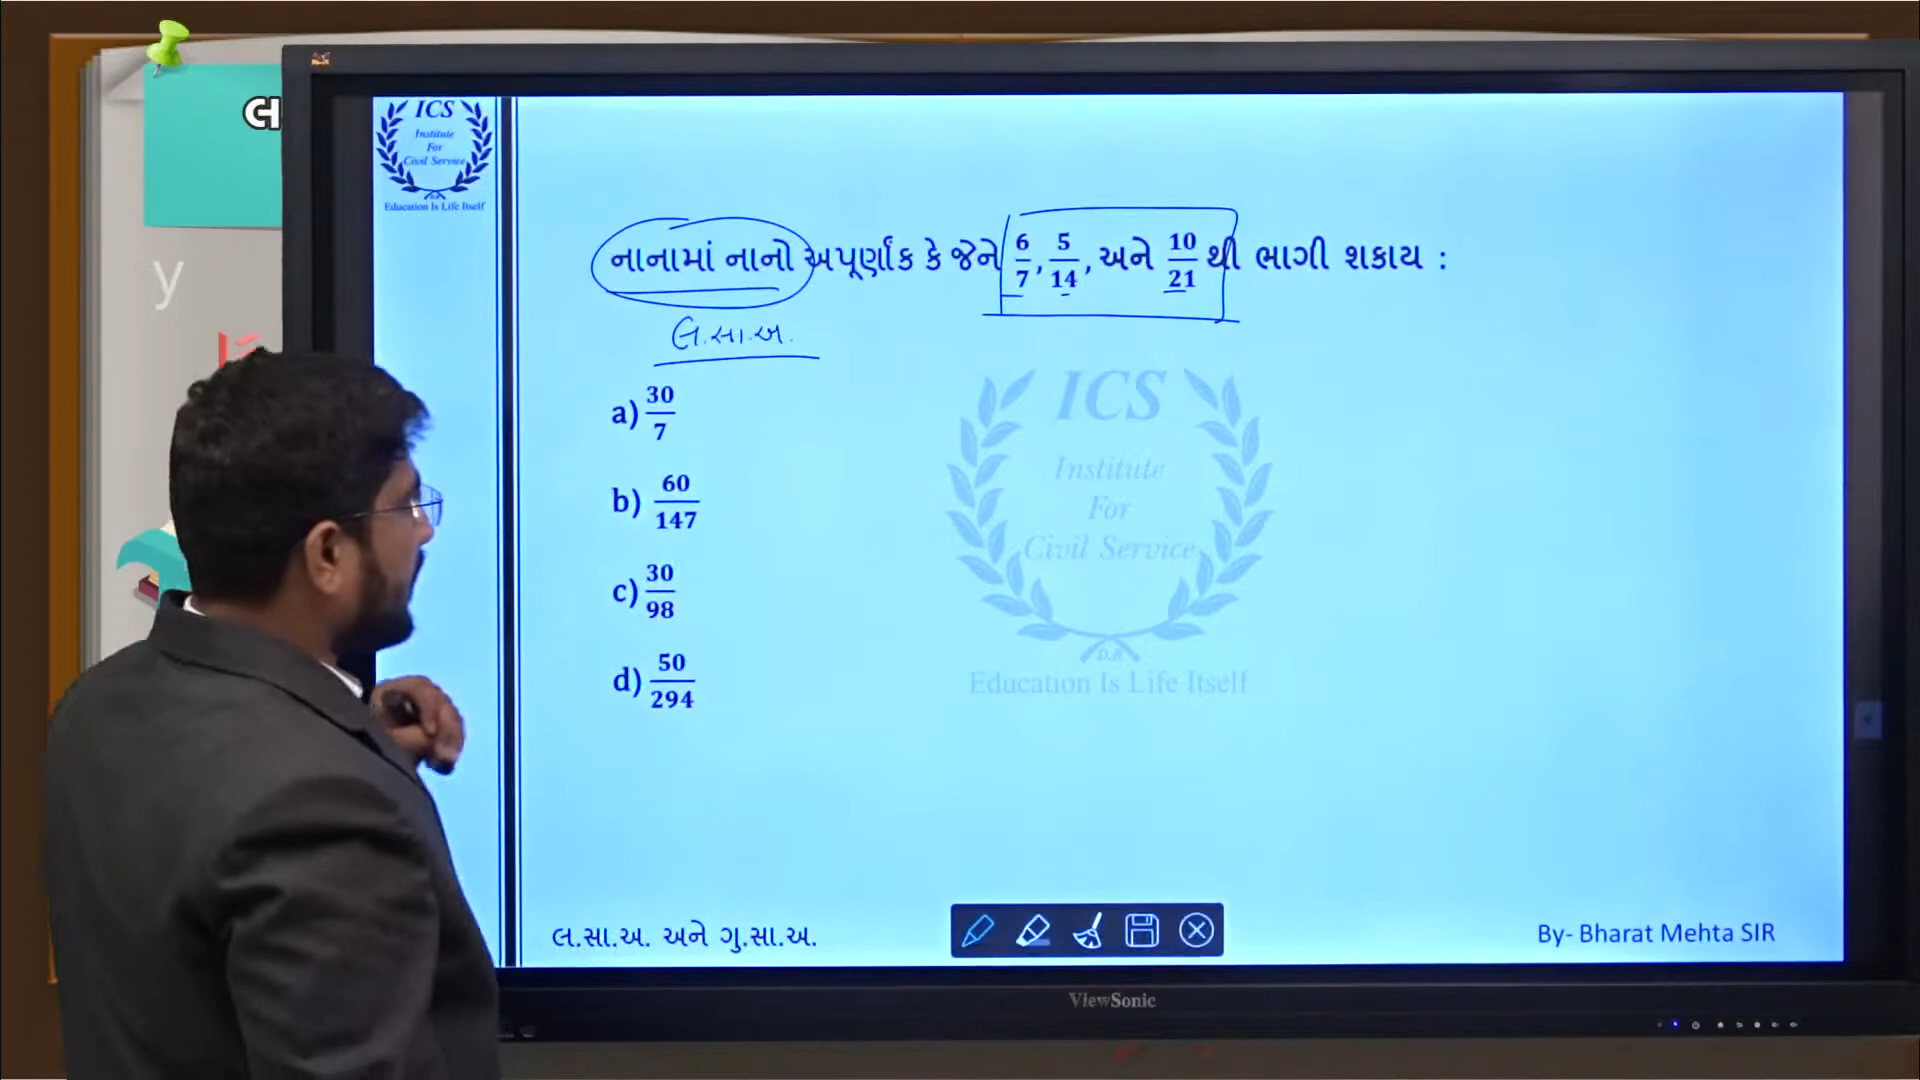 લ
ICS
Institute
For
Civil Service
Education Is Life Itself
y
નાનામાં નાનો અપૂર્ણાંક કે જેને 6/7, 5/14, અને 10/21 થી ભાગી શકાય :
લ.સા.અ.
a) 30/7
b) 60/147
c) 30/98
d) 50/294
ICS
Institute
For
Civil Service
D.R
Education Is Life Itself
લ.સા.અ. અને ગુ.સા.અ.
By- Bharat Mehta SIR
ViewSonic